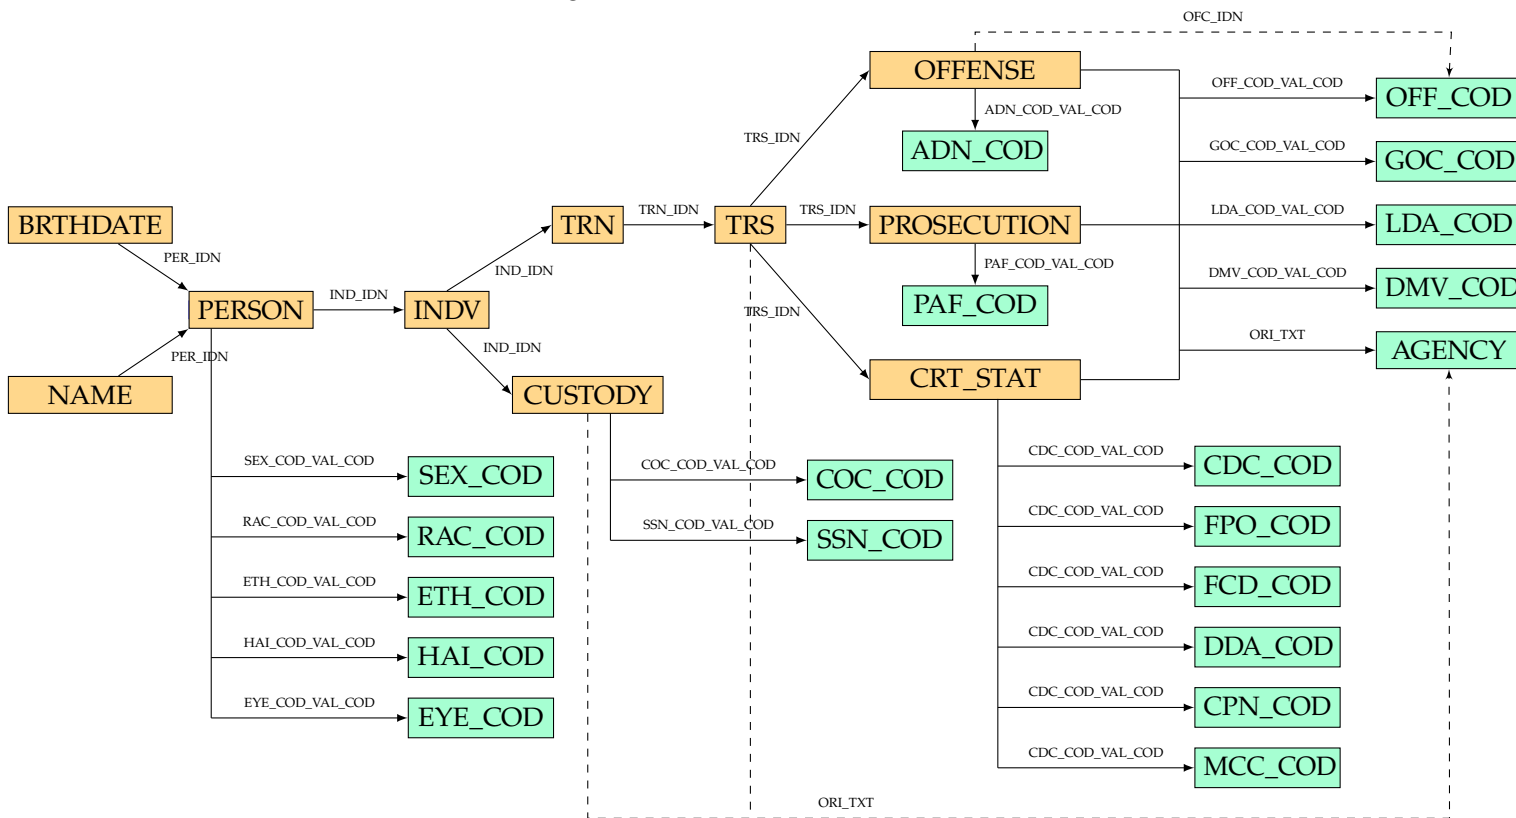 OFC_IDN
OFFENSE
OFF_COD_VAL_COD
OFF_COD
ADN_COD_VAL_COD
TRS_IDN
ADN_COD
GOC_COD_VAL_COD
GOC_COD
BRTHDATE
TRN
TRN_IDN
TRS
TRS_IDN
PROSECUTION
LDA_COD_VAL_COD
LDA_COD
PER_IDN
IND_IDN
PAF_COD_VAL_COD
DMV_COD_VAL_COD
DMV_COD
PERSON
IND_IDN
INDV
TRS_IDN
PAF_COD
PER_IDN
IND_IDN
ORI_TXT
AGENCY
NAME
CUSTODY
CRT_STAT
SEX_COD_VAL_COD
SEX_COD
COC_COD_VAL_COD
COC_COD
CDC_COD_VAL_COD
CDC_COD
RAC_COD_VAL_COD
RAC_COD
SSN_COD_VAL_COD
SSN_COD
CDC_COD_VAL_COD
FPO_COD
ETH_COD_VAL_COD
ETH_COD
CDC_COD_VAL_COD
FCD_COD
HAI_COD_VAL_COD
HAI_COD
CDC_COD_VAL_COD
DDA_COD
EYE_COD_VAL_COD
EYE_COD
CDC_COD_VAL_COD
CPN_COD
CDC_COD_VAL_COD
MCC_COD
ORI_TXT